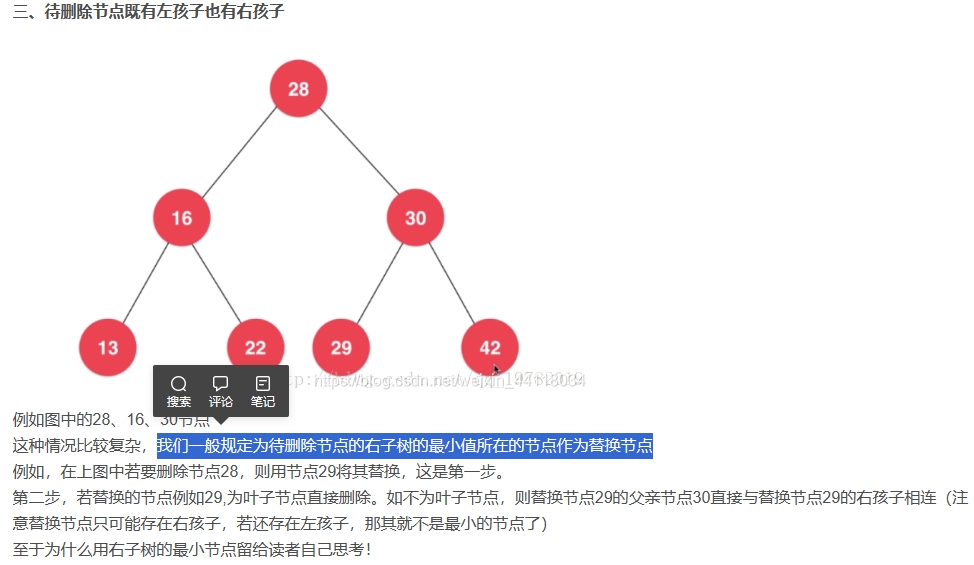 三、待删除节点既有左孩子也有右孩子
28
16
30
13
22
29
42
搜索 评论 笔记
例如图中的28、16、30节点
这种情况比较复杂，我们一般规定为待删除节点的右子树的最小值所在的节点作为替换节点
例如，在上图中若要删除节点28，则用节点29将其替换，这是第一步。
第二步，若替换的节点例如29,为叶子节点直接删除。如不为叶子节点，则替换节点29的父亲节点30直接与替换节点29的右孩子相连（注
意替换节点只可能存在右孩子，若还存在左孩子，那其就不是最小的节点了）
至于为什么用右子树的最小节点留给读者自己思考！